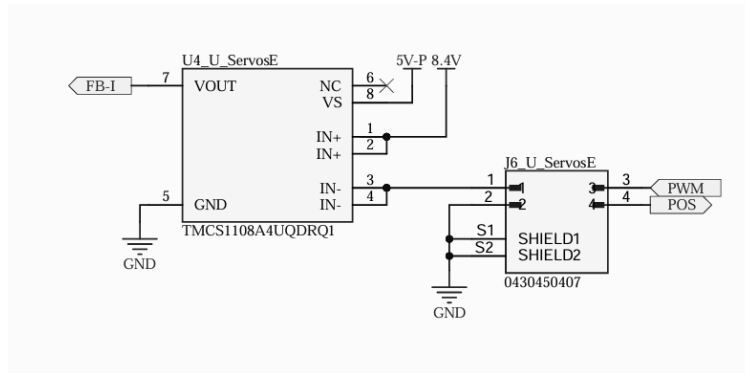 U4_U_ServosE
5V-P 8.4V
FB-I
7
VOUT
NC
6
VS
8
IN+
1
IN+
2
IN-
3
IN-
4
5
GND
TMCS1108A4UQDRQ1
GND
J6_U_ServosE
1
1
3
3
PWM
2
2
4
4
POS
S1
SHIELD1
S2
SHIELD2
0430450407
GND